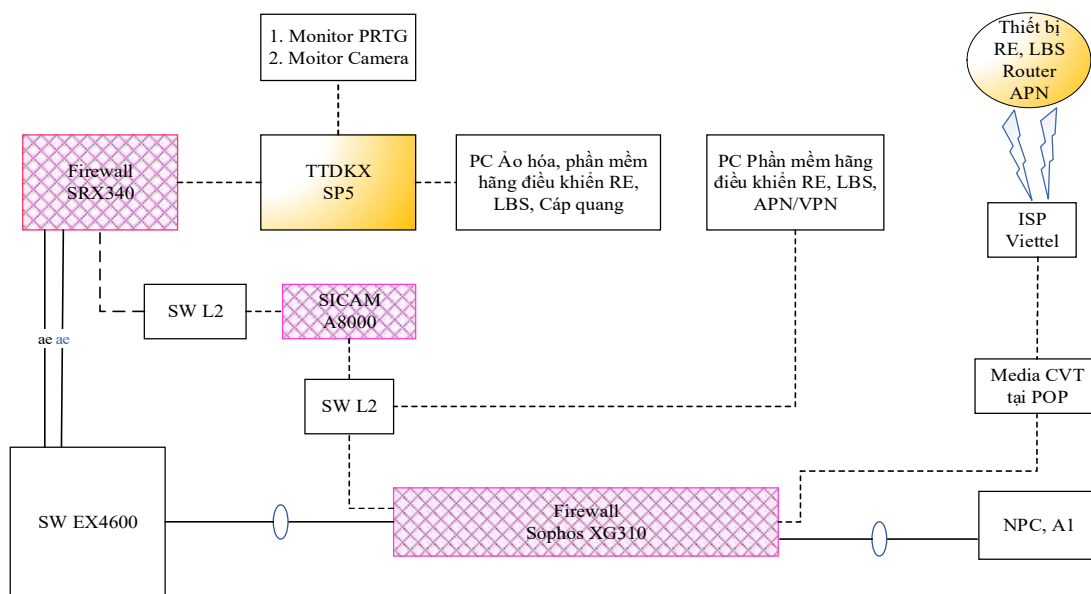 1. Monitor PRTG
2. Moitor Camera
Thiết bị
RE, LBS
Router
APN
Firewall
SRX340
TTDKX
SP5
PC Ảo hóa, phần mềm
hãng điều khiển RE,
LBS, Cáp quang
PC Phần mềm hãng
điều khiển RE, LBS,
APN/VPN
ISP
Viettel
SW L2
SICAM
A8000
ae ae
SW L2
Media CVT
tại POP
SW EX4600
Firewall
Sophos XG310
NPC, A1